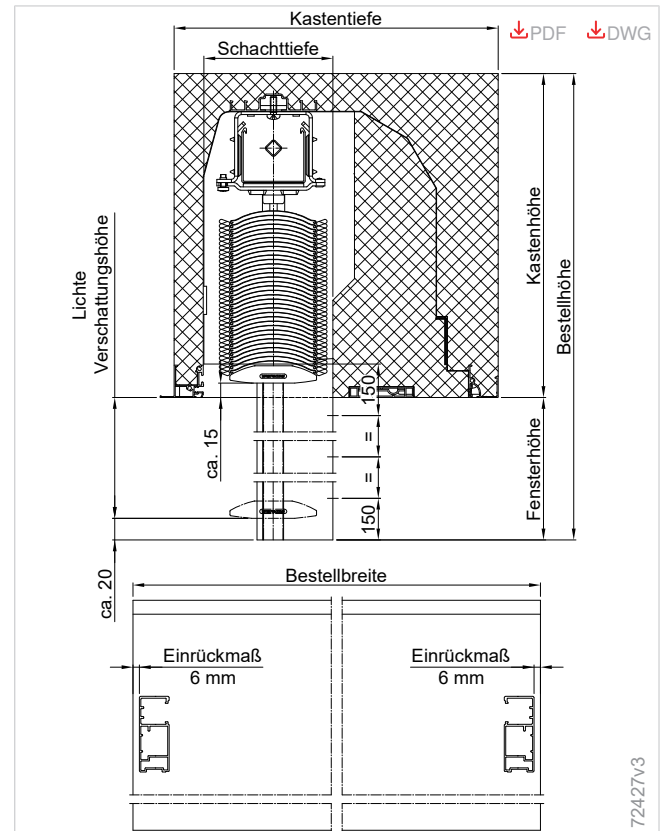 Kastentiefe
PDF DWG
Schachttiefe
Lichte
Verschattungshöhe
Kastenhöhe
Bestellhöhe
150
ca. 15
=
=
Fensterhöhe
150
ca. 20
Bestellbreite
Einrückmaß
6 mm
Einrückmaß
6 mm
72427v3